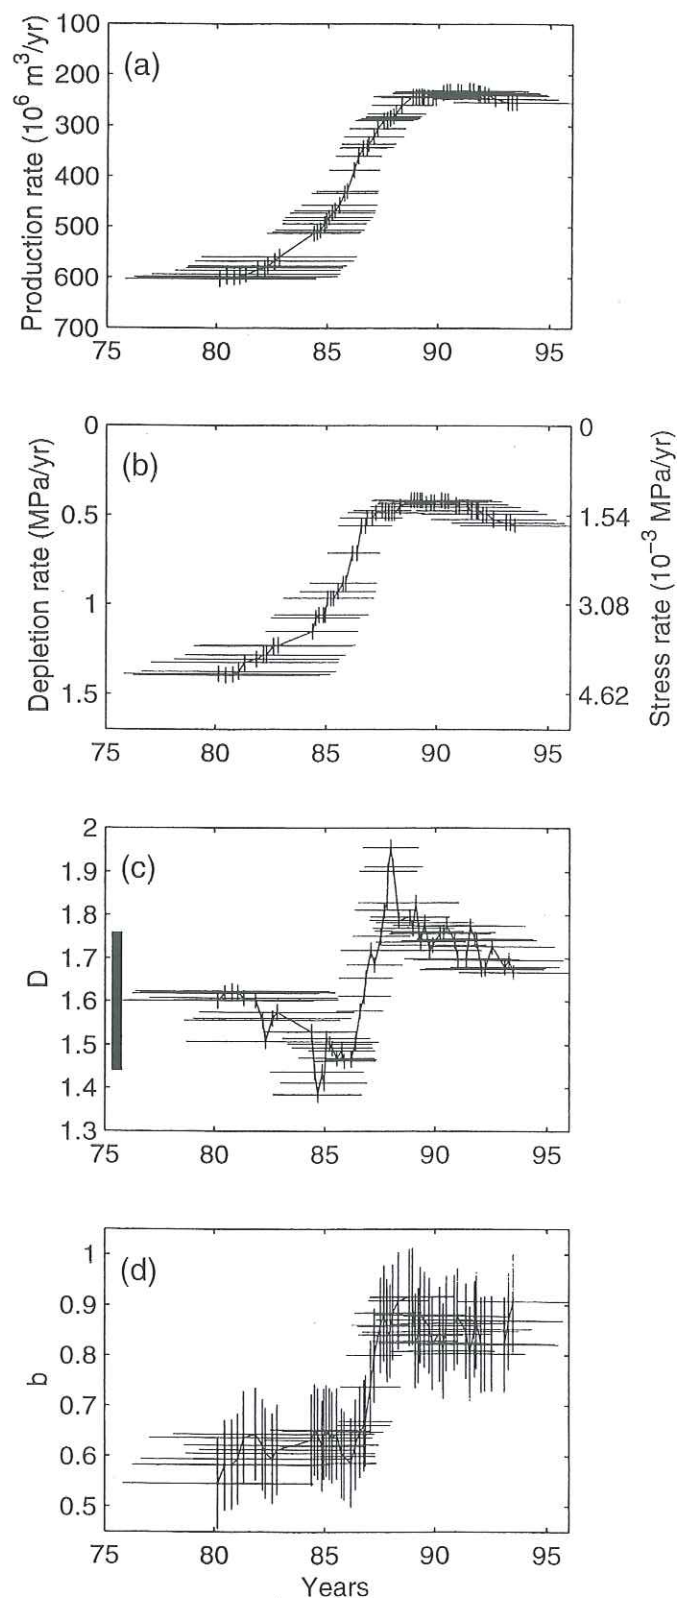 100
200
300
400
500
600
700
Production rate (10⁶ m³/yr)
(a)
75 80 85 90 95
0
0.5
1
1.5
Depletion rate (MPa/yr)
(b)
0
1.54
3.08
4.62
Stress rate (10⁻³ MPa/yr)
75 80 85 90 95
2
1.9
1.8
1.7
1.6
1.5
1.4
1.3
D
(c)
75 80 85 90 95
1
0.9
0.8
0.7
0.6
0.5
b
(d)
75 80 85 90 95
Years